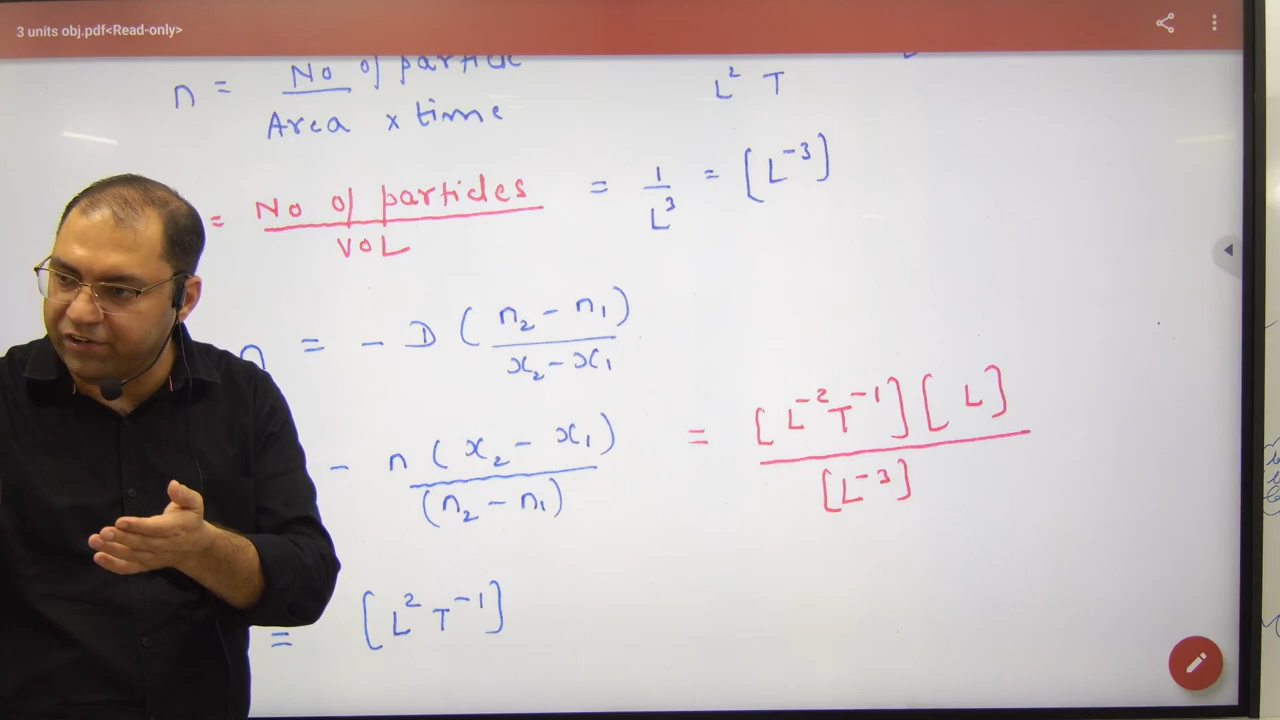 3 units obj.pdf<Read-only>
n = No of particle / Area x time
L² T
= No of particles / VOL = 1/L³ = [L⁻³]
n = - D (n₂ - n₁) / (x₂ - x₁)
- n (x₂ - x₁) / (n₂ - n₁) = [L⁻² T⁻¹] [L] / [L⁻³]
= [L² T⁻¹]